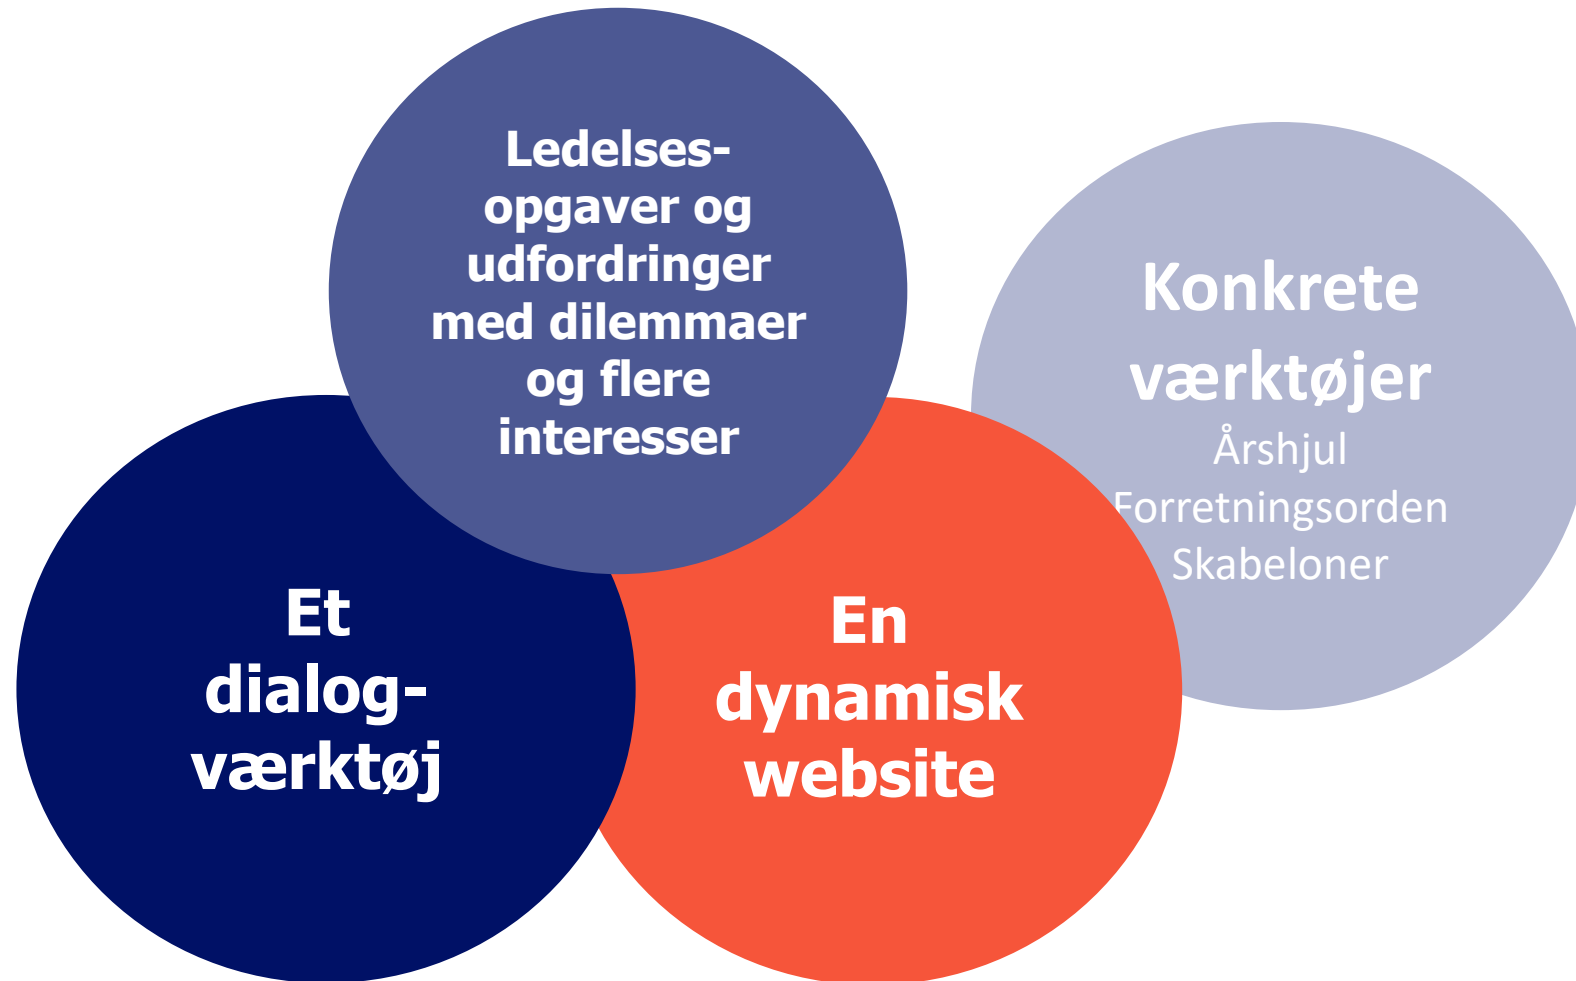 Ledelses-
opgaver og
udfordringer
med dilemmaer
og flere
interesser
Konkrete
værktøjer
Årshjul
Forretningsorden
Skabeloner
Et
dialog-
værktøj
En
dynamisk
website